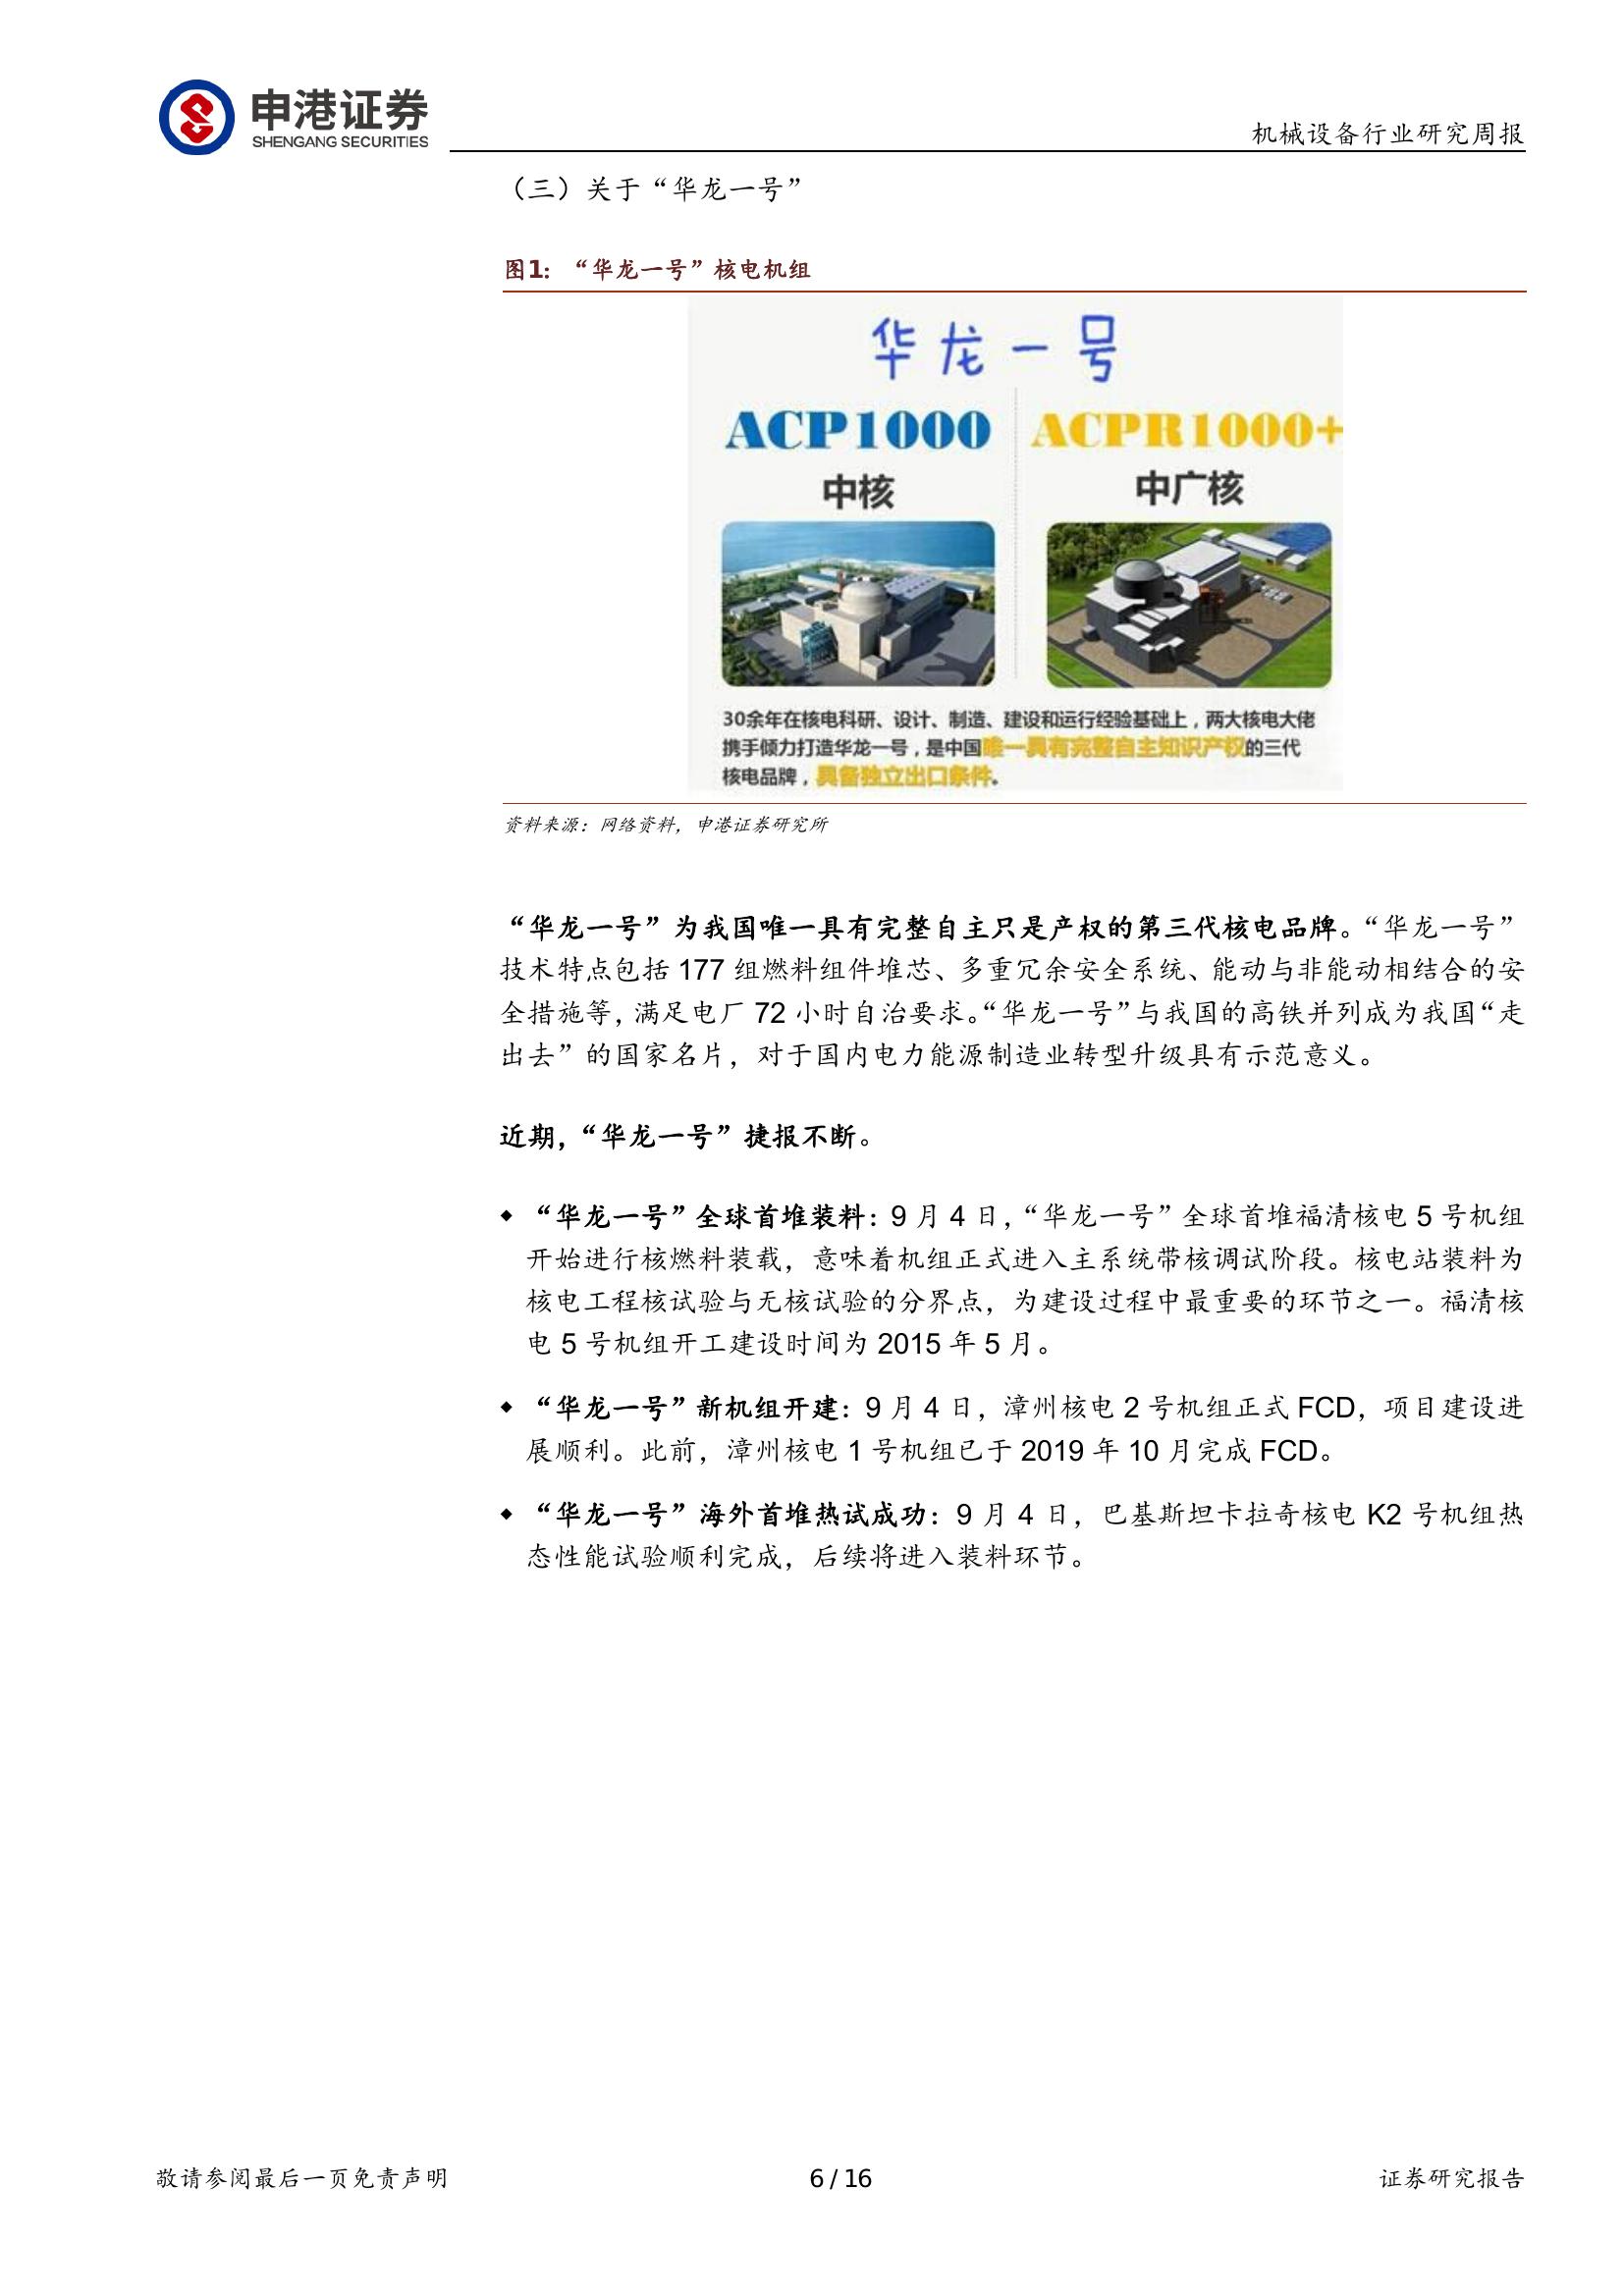 申港证券
SHENGANG SECURITIES
机械设备行业研究周报
（三）关于“华龙一号”
图1：“华龙一号”核电机组
华龙一号
ACP1000
ACPR1000+
中核
中广核
30余年在核电科研、设计、制造、建设和运行经验基础上，两大核电大佬
携手倾力打造华龙一号，是中国唯一具有完整自主知识产权的三代
核电品牌，具备独立出口条件。
资料来源：网络资料，申港证券研究所
“华龙一号”为我国唯一具有完整自主只是产权的第三代核电品牌。“华龙一号”
技术特点包括 177 组燃料组件堆芯、多重冗余安全系统、能动与非能动相结合的安
全措施等，满足电厂 72 小时自治要求。“华龙一号”与我国的高铁并列成为我国“走
出去”的国家名片，对于国内电力能源制造业转型升级具有示范意义。
近期，“华龙一号”捷报不断。
◆ “华龙一号”全球首堆装料：9 月 4 日，“华龙一号”全球首堆福清核电 5 号机组
开始进行核燃料装载，意味着机组正式进入主系统带核调试阶段。核电站装料为
核电工程核试验与无核试验的分界点，为建设过程中最重要的环节之一。福清核
电 5 号机组开工建设时间为 2015 年 5 月。
◆ “华龙一号”新机组开建：9 月 4 日，漳州核电 2 号机组正式 FCD，项目建设进
展顺利。此前，漳州核电 1 号机组已于 2019 年 10 月完成 FCD。
◆ “华龙一号”海外首堆热试成功：9 月 4 日，巴基斯坦卡拉奇核电 K2 号机组热
态性能试验顺利完成，后续将进入装料环节。
敬请参阅最后一页免责声明
6 / 16
证券研究报告